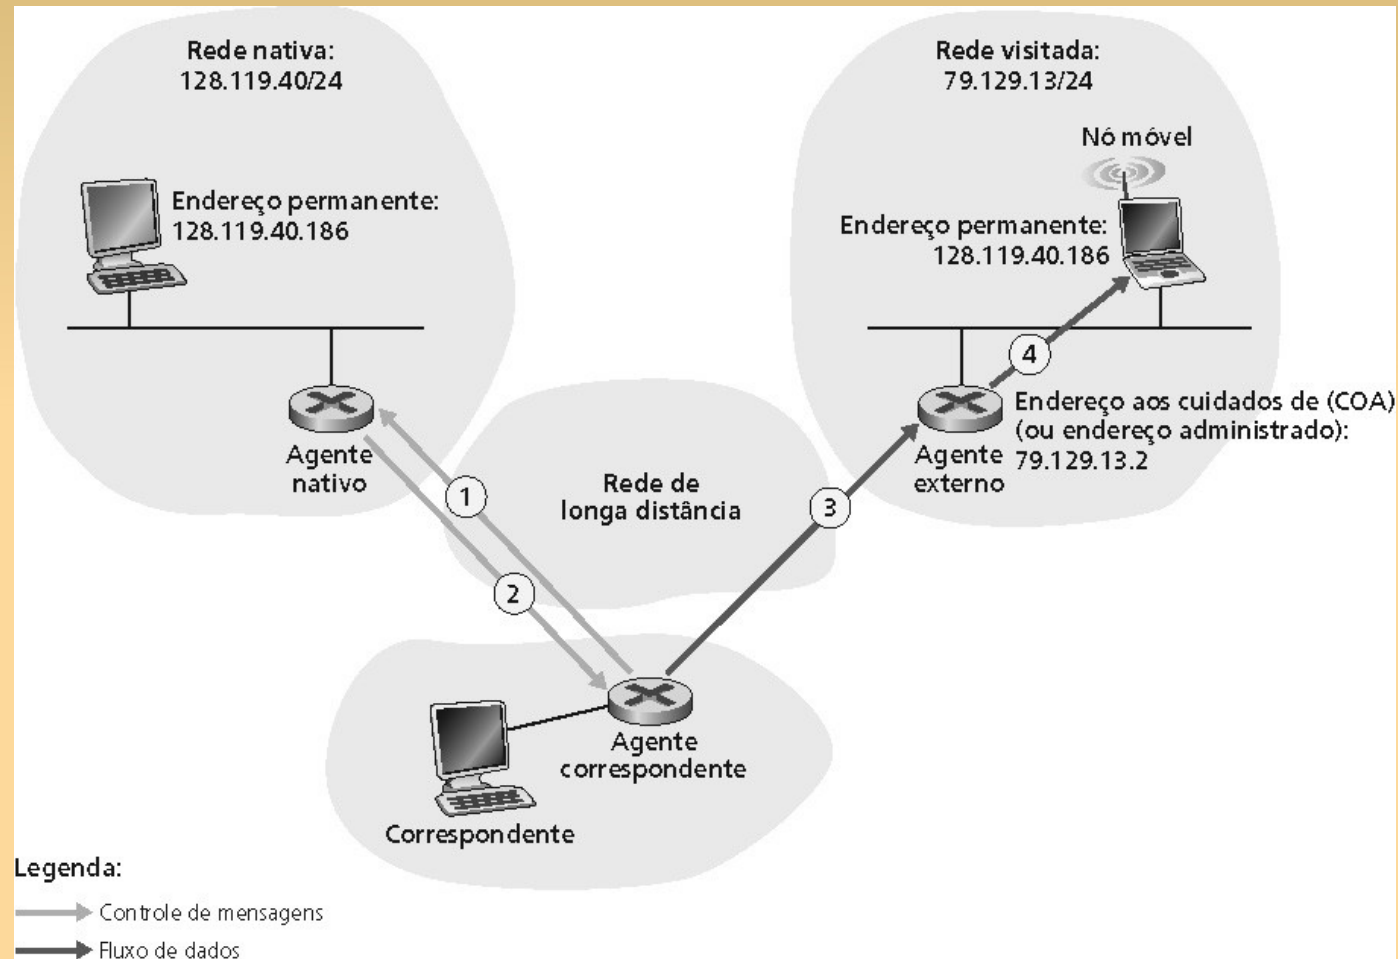 Rede nativa:
128.119.40/24
Rede visitada:
79.129.13/24
Nó móvel
Endereço permanente:
128.119.40.186
Endereço permanente:
128.119.40.186
4
Agente
nativo
Endereço aos cuidados de (COA)
(ou endereço administrado):
79.129.13.2
Agente
externo
1
Rede de
longa distância
3
2
Agente
correspondente
Correspondente
Legenda:
Controle de mensagens
Fluxo de dados